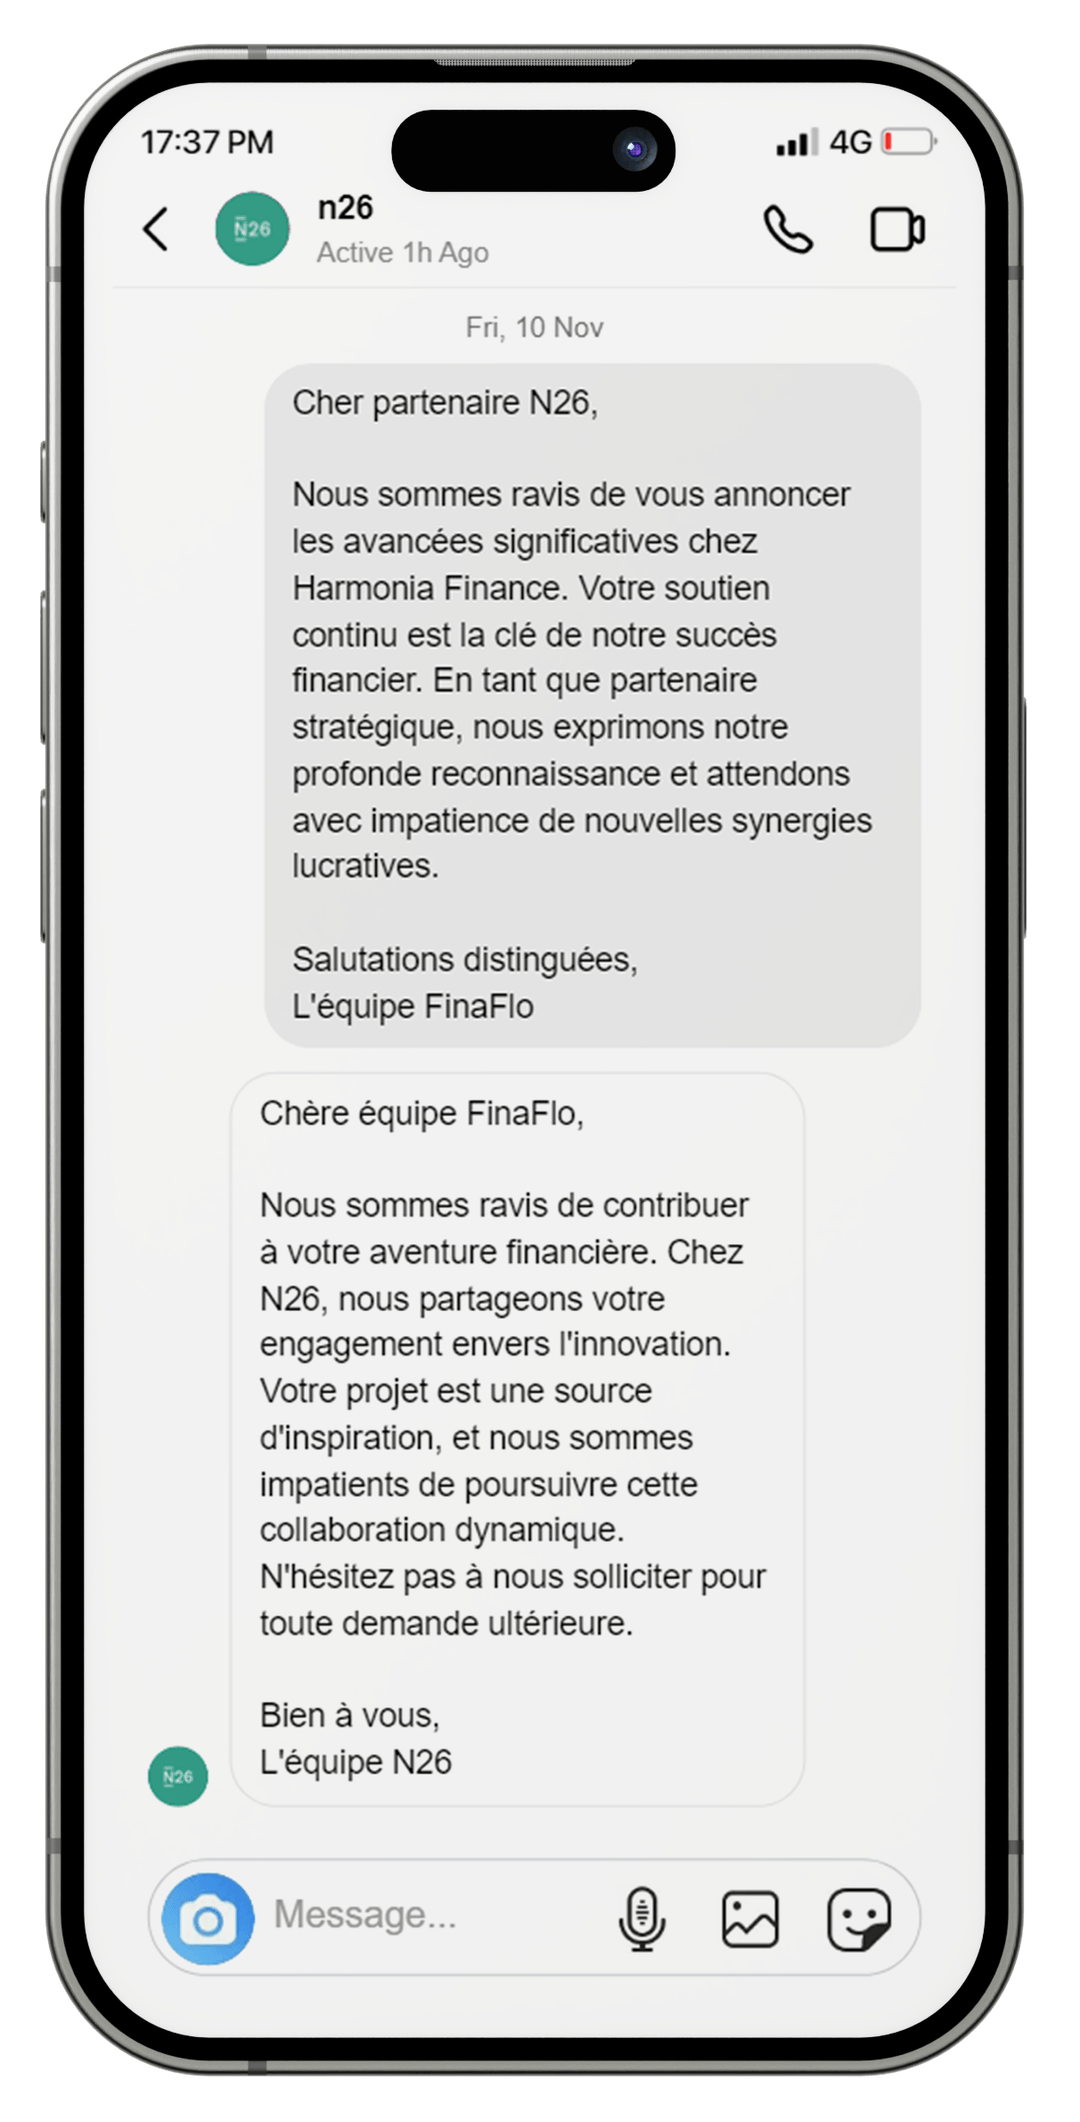 17:37 PM
4G
N26
n26
Active 1h Ago
Fri, 10 Nov
Cher partenaire N26,
Nous sommes ravis de vous annoncer
les avancées significatives chez
Harmonia Finance. Votre soutien
continu est la clé de notre succès
financier. En tant que partenaire
stratégique, nous exprimons notre
profonde reconnaissance et attendons
avec impatience de nouvelles synergies
lucratives.
Salutations distinguées,
L'équipe FinaFlo
Chère équipe FinaFlo,
Nous sommes ravis de contribuer
à votre aventure financière. Chez
N26, nous partageons votre
engagement envers l'innovation.
Votre projet est une source
d'inspiration, et nous sommes
impatients de poursuivre cette
collaboration dynamique.
N'hésitez pas à nous solliciter pour
toute demande ultérieure.
Bien à vous,
L'équipe N26
N26
Message...